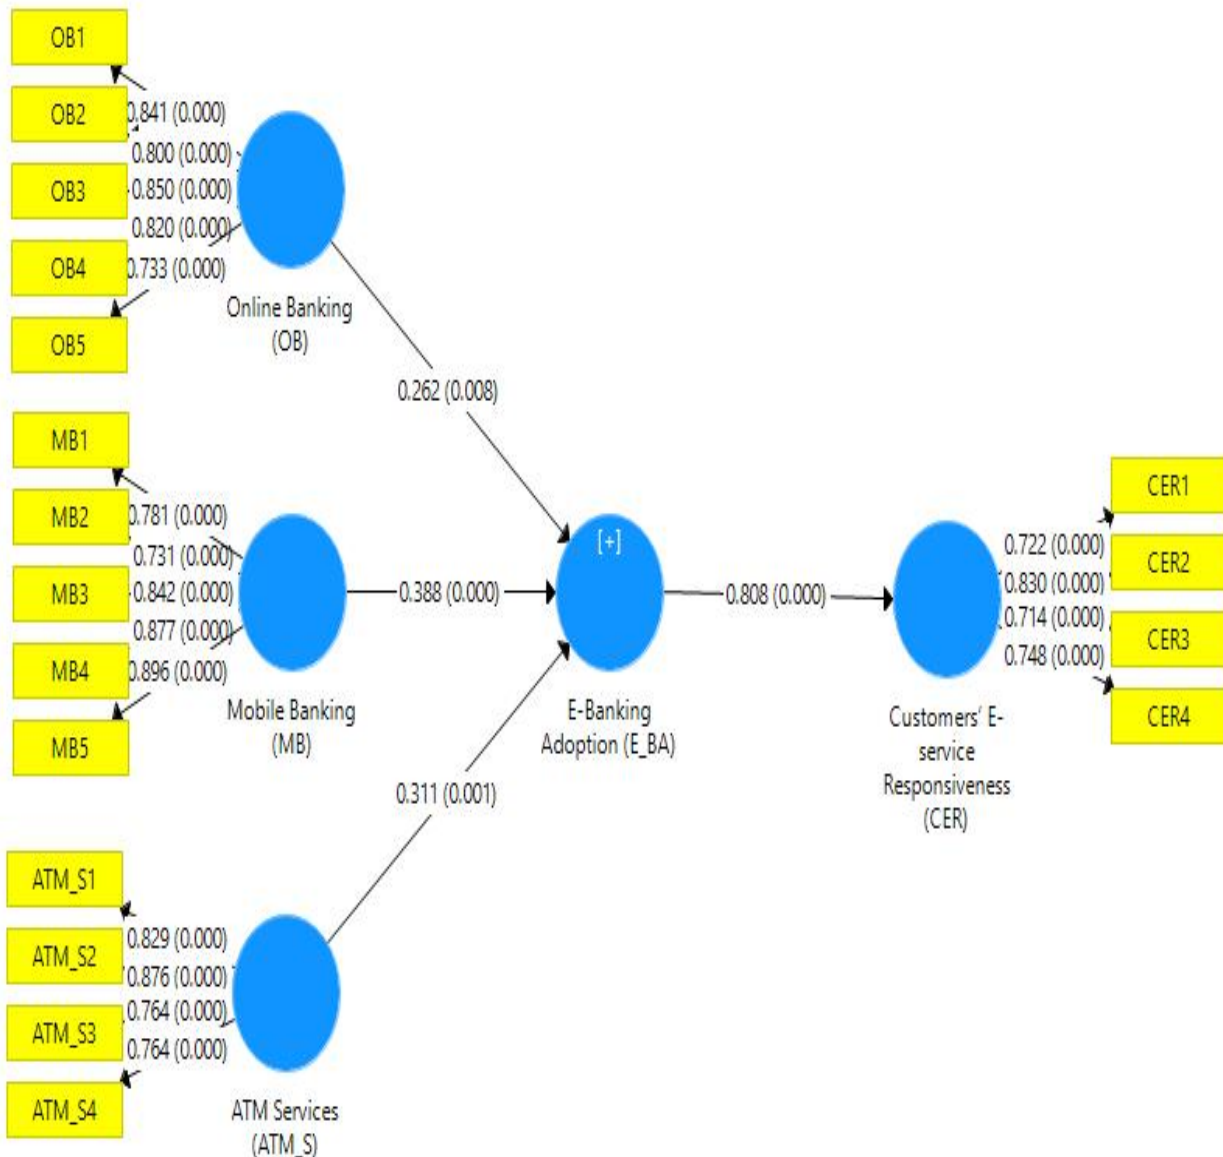 OB1
OB2
OB3
OB4
OB5
0.841 (0.000)
0.800 (0.000)
0.850 (0.000)
0.820 (0.000)
0.733 (0.000)
Online Banking
(OB)
0.262 (0.008)
MB1
MB2
MB3
MB4
MB5
0.781 (0.000)
0.731 (0.000)
0.842 (0.000)
0.877 (0.000)
0.896 (0.000)
Mobile Banking
(MB)
0.388 (0.000)
[+]
E-Banking
Adoption (E_BA)
0.808 (0.000)
Customers' E-
service
Responsiveness
(CER)
0.722 (0.000)
0.830 (0.000)
0.714 (0.000)
0.748 (0.000)
CER1
CER2
CER3
CER4
0.311 (0.001)
ATM_S1
ATM_S2
ATM_S3
ATM_S4
0.829 (0.000)
0.876 (0.000)
0.764 (0.000)
0.764 (0.000)
ATM Services
(ATM_S)